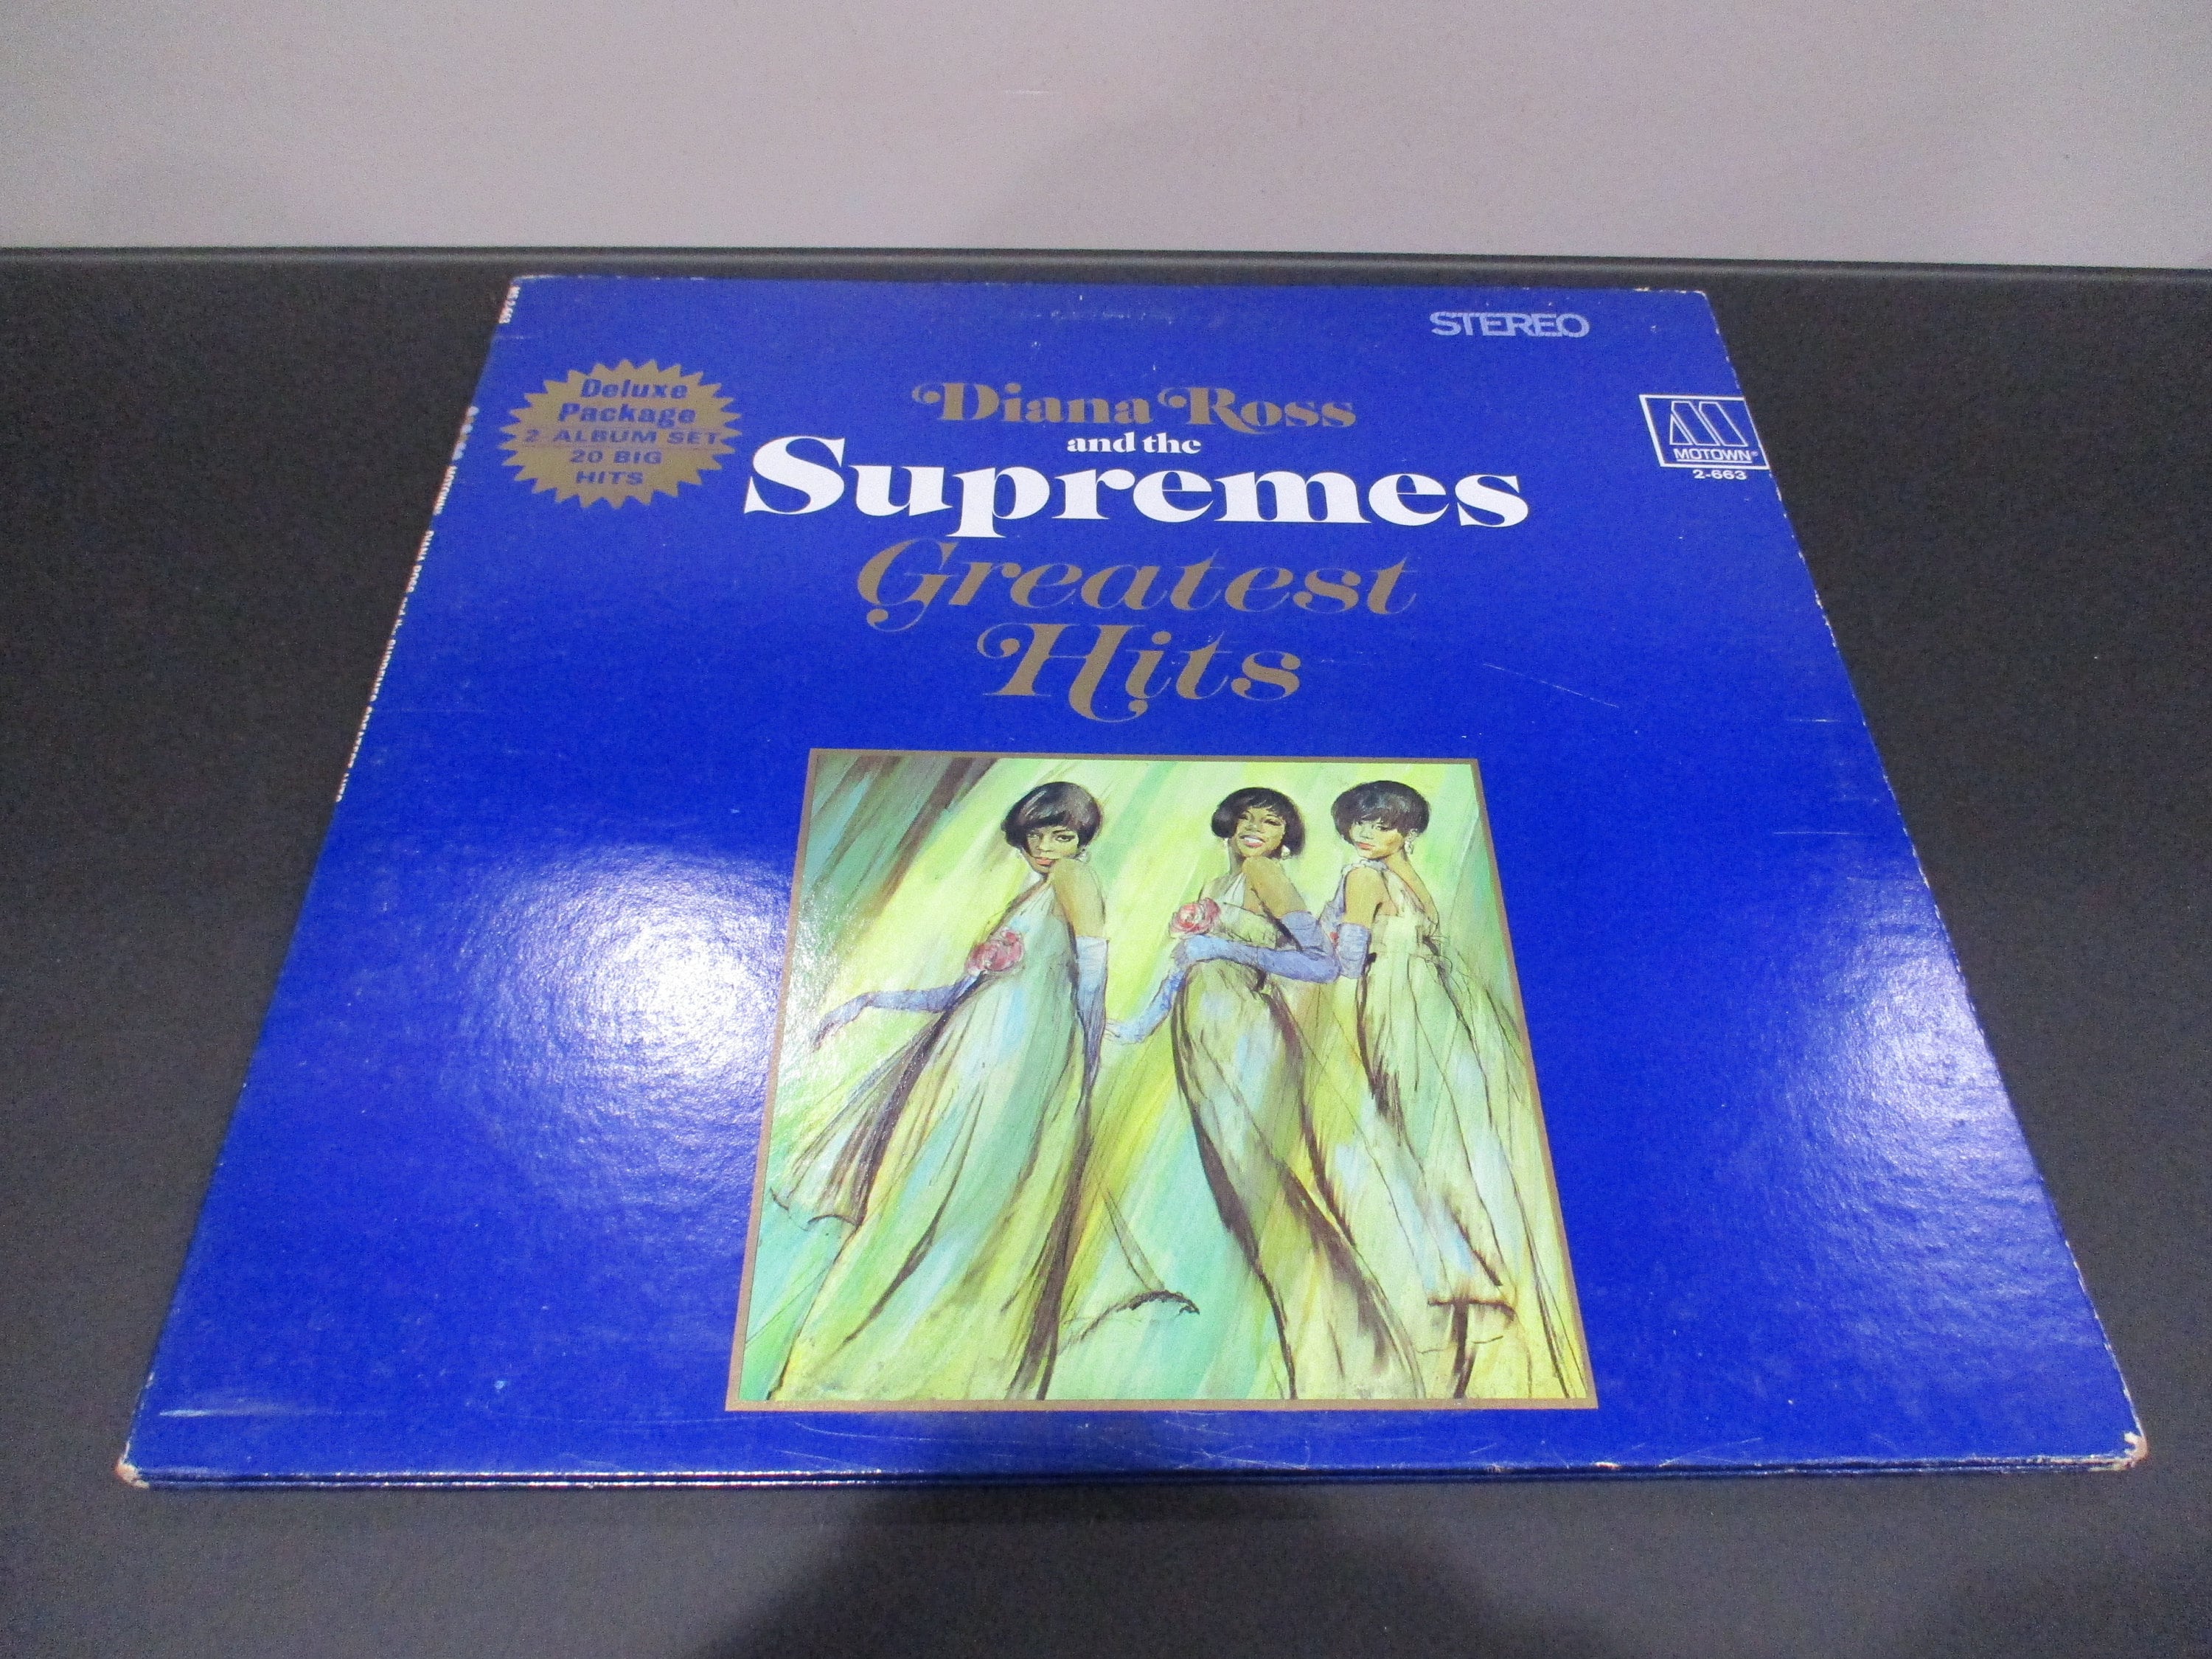 STEREO
Deluxe
Package
2 ALBUM SET
20 BIG
HITS
Diana Ross
and the
Supremes
Greatest
Hits
MOTOWN®
2-663